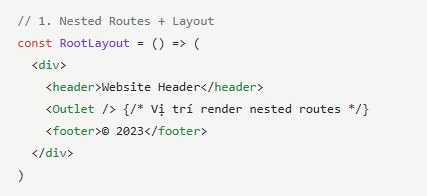 // 1. Nested Routes + Layout
const RootLayout = () => (
  <div>
    <header>Website Header</header>
    <Outlet /> {/* Vị trí render nested routes */}
    <footer>© 2023</footer>
  </div>
)